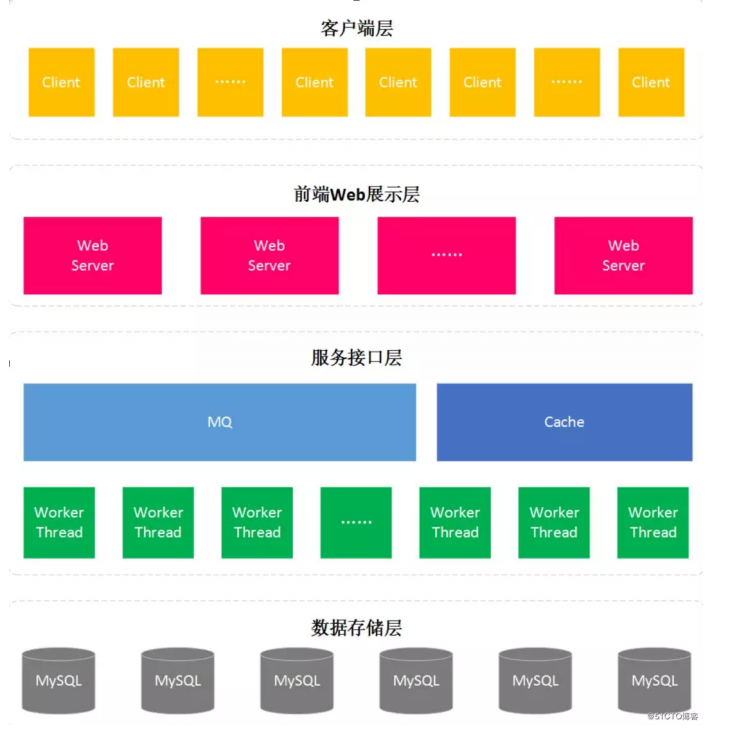 客户端层
Client Client …… Client Client Client …… Client
前端Web展示层
Web Server Web Server …… Web Server
服务接口层
MQ Cache
Worker Thread Worker Thread Worker Thread …… Worker Thread Worker Thread Worker Thread
数据存储层
MySQL MySQL MySQL MySQL MySQL MySQL
@51CTO博客